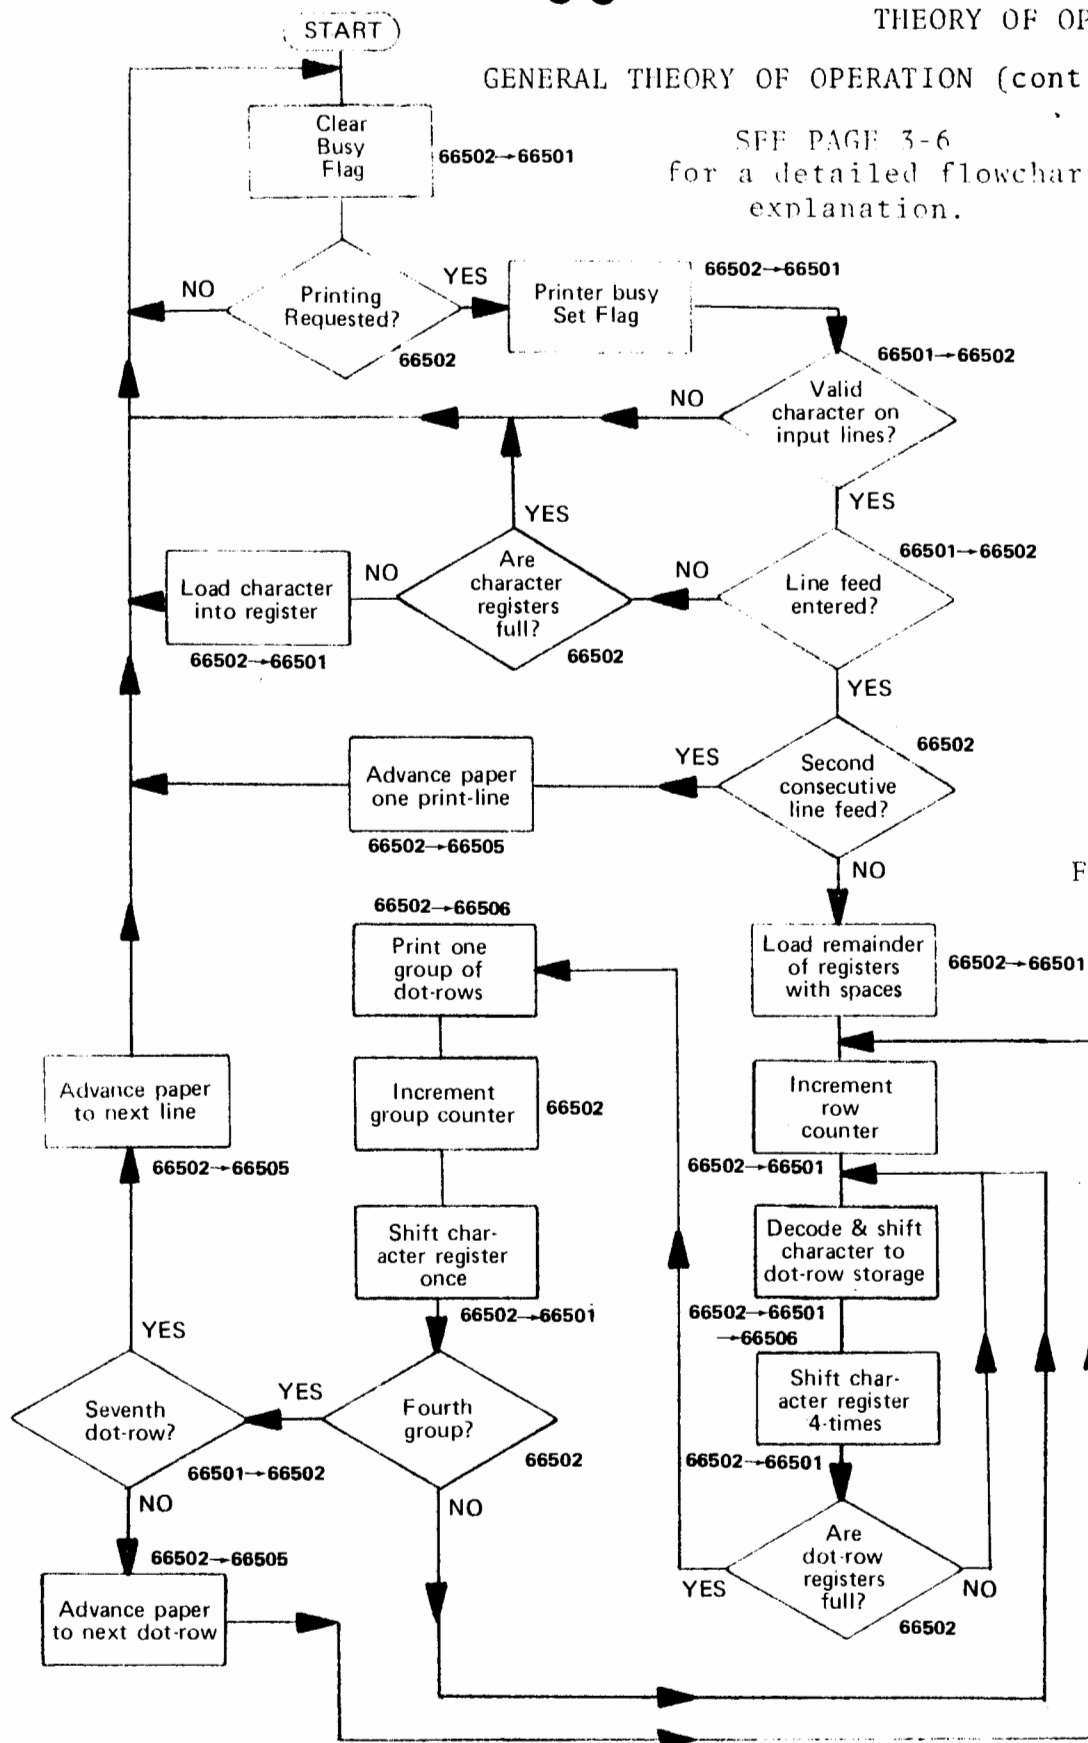 THEORY OF OP
START
GENERAL THEORY OF OPERATION (cont
Clear
Busy
Flag
66502→66501
SEE PAGE 3-6
for a detailed flowchar
explanation.
NO
Printing
Requested?
YES
66502
Printer busy
Set Flag
66502→66501
66501→66502
Valid
character on
input lines?
NO
YES
66501→66502
Line feed
entered?
NO
YES
Are
character
registers
full?
YES
NO
66502
Load character
into register
66502→66501
66502
Second
consecutive
line feed?
YES
NO
Advance paper
one print-line
66502→66505
F
Load remainder
of registers
with spaces
66502→66501
Increment
row
counter
66502→66501
Decode & shift
character to
dot-row storage
66502→66501
→66506
Shift char-
acter register
4-times
66502→66501
Are
dot-row
registers
full?
YES
NO
66502
66502→66506
Print one
group of
dot-rows
Increment
group counter
66502
Shift char-
acter register
once
66502→66501
Fourth
group?
YES
NO
66502
Seventh
dot-row?
YES
NO
66501→66502
Advance paper
to next line
66502→66505
66502→66505
Advance paper
to next dot-row